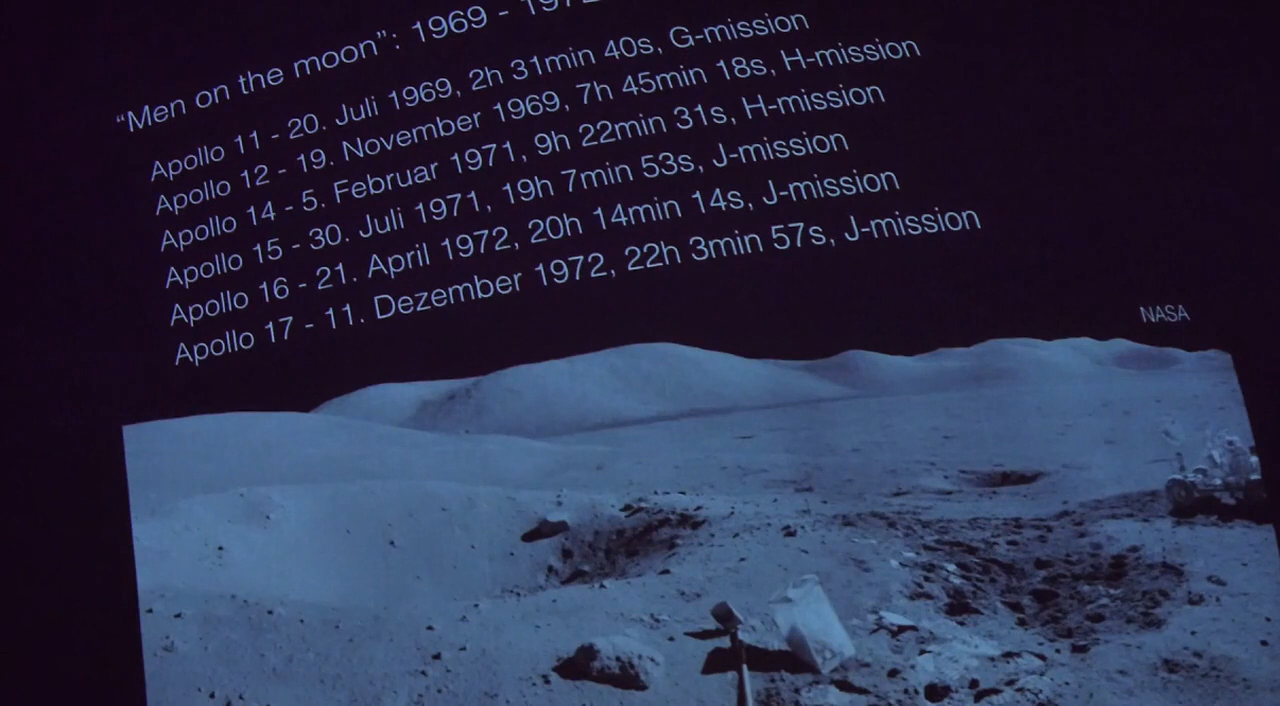 “Men on the moon”: 1969 - 1972
Apollo 11 - 20. Juli 1969, 2h 31min 40s, G-mission
Apollo 12 - 19. November 1969, 7h 45min 18s, H-mission
Apollo 14 - 5. Februar 1971, 9h 22min 31s, H-mission
Apollo 15 - 30. Juli 1971, 19h 7min 53s, J-mission
Apollo 16 - 21. April 1972, 20h 14min 14s, J-mission
Apollo 17 - 11. Dezember 1972, 22h 3min 57s, J-mission
NASA